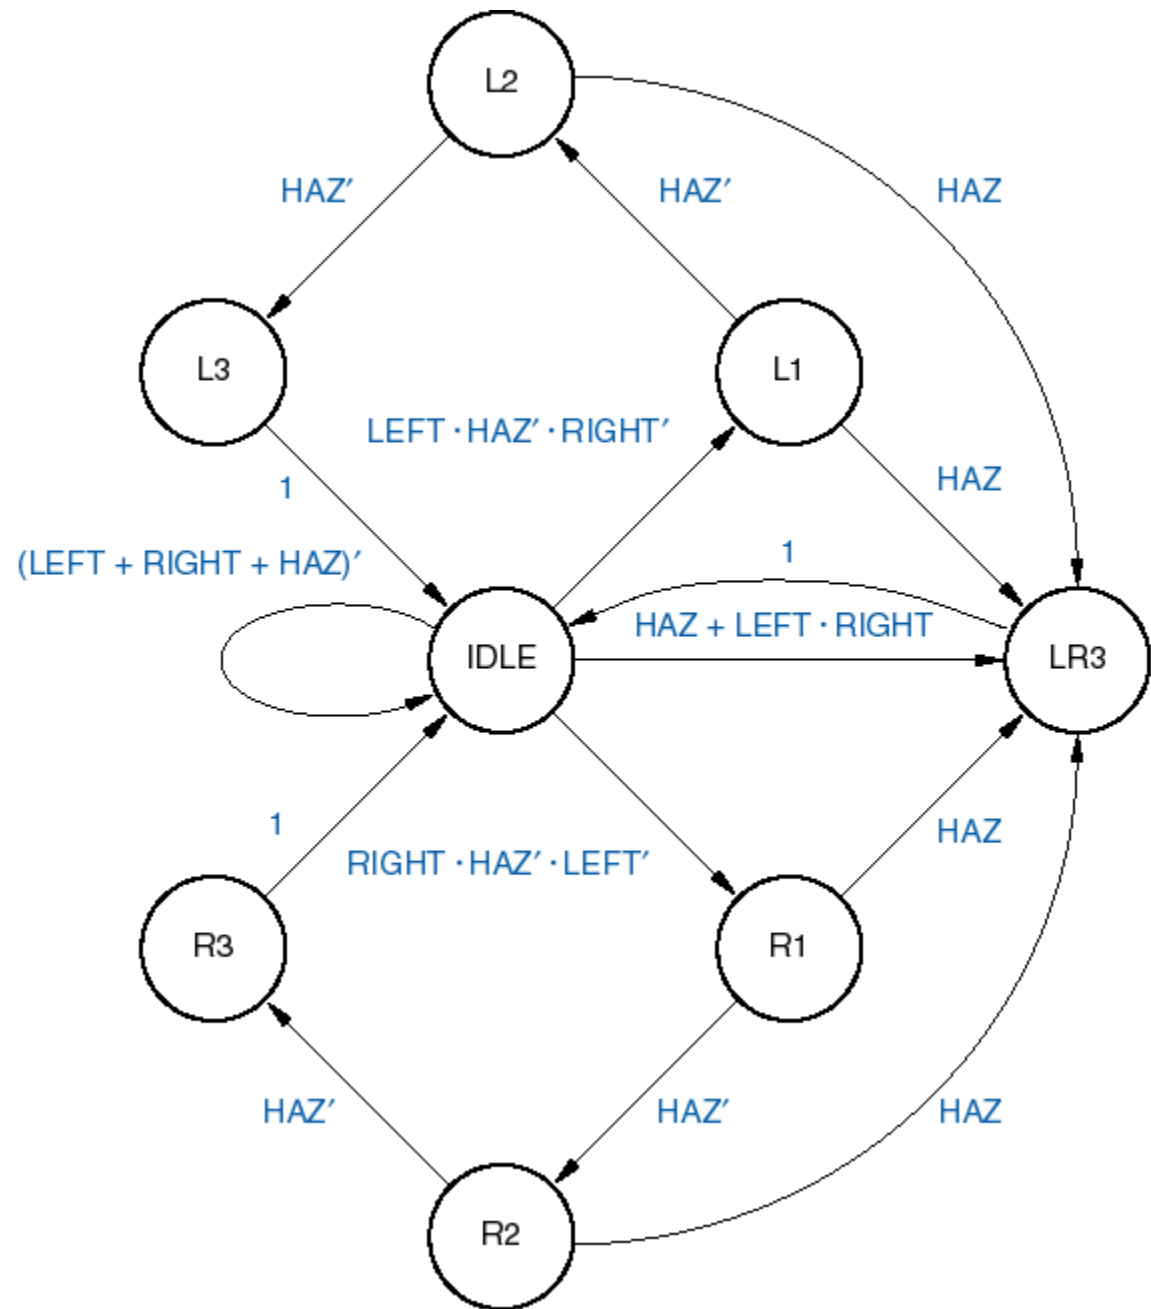 L2
HAZ′
HAZ′
HAZ
L3
L1
LEFT · HAZ′ · RIGHT′
HAZ
1
1
(LEFT + RIGHT + HAZ)′
HAZ + LEFT · RIGHT
IDLE
LR3
1
RIGHT · HAZ′ · LEFT′
HAZ
R3
R1
HAZ′
HAZ′
HAZ
R2